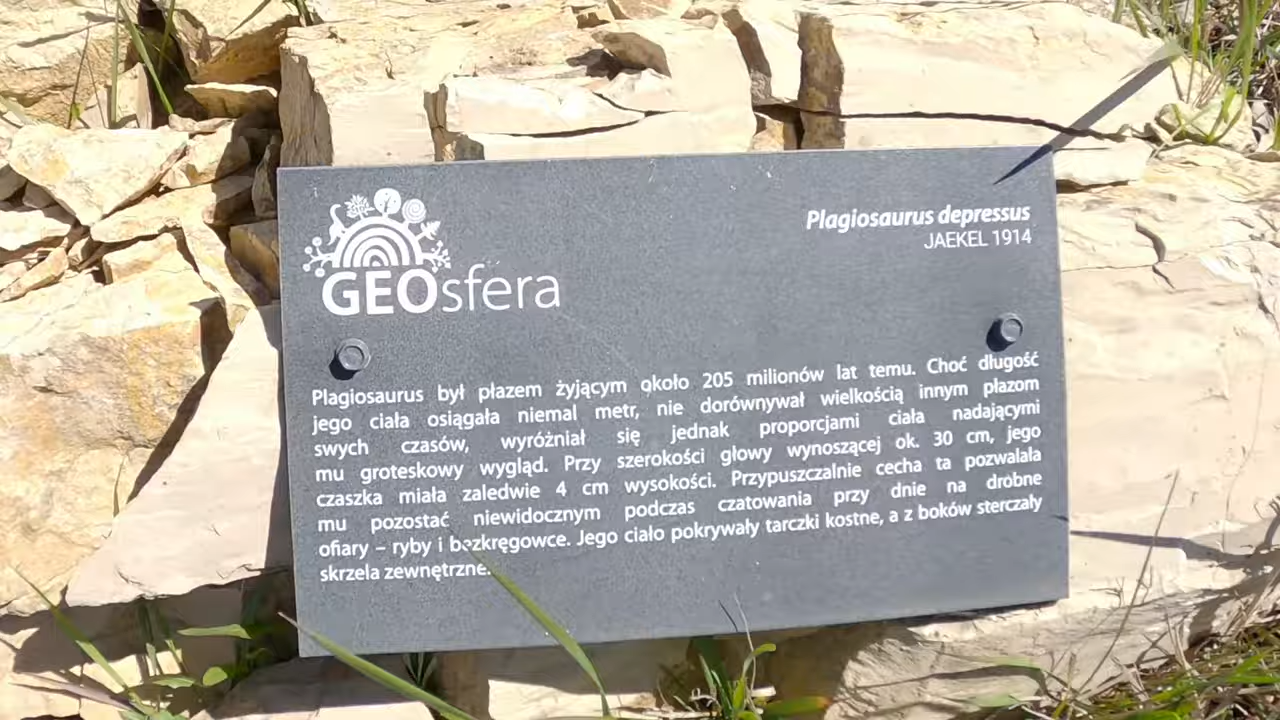 GEOsfera
Plagiosaurus depressus
JAEKEL 1914
Plagiosaurus był płazem żyjącym około 205 milionów lat temu. Choć długość
jego ciała osiągała niemal metr, nie dorównywał wielkością innym płazom
swych czasów, wyróżniał się jednak proporcjami ciała nadającymi
mu groteskowy wygląd. Przy szerokości głowy wynoszącej ok. 30 cm, jego
czaszka miała zaledwie 4 cm wysokości. Przypuszczalnie cecha ta pozwalała
mu pozostać niewidocznym podczas czatowania przy dnie na drobne
ofiary – ryby i bezkręgowce. Jego ciało pokrywały tarczki kostne, a z boków sterczały
skrzela zewnętrzne.